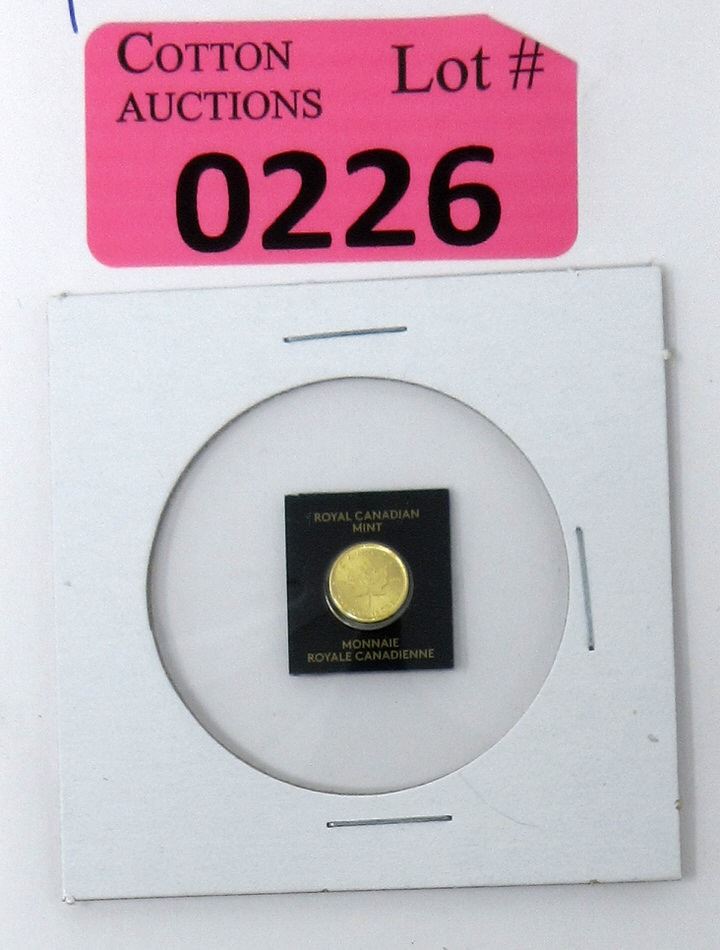 COTTON
AUCTIONS
Lot #
0226
ROYAL CANADIAN
MINT
MONNAIE
ROYALE CANADIENNE